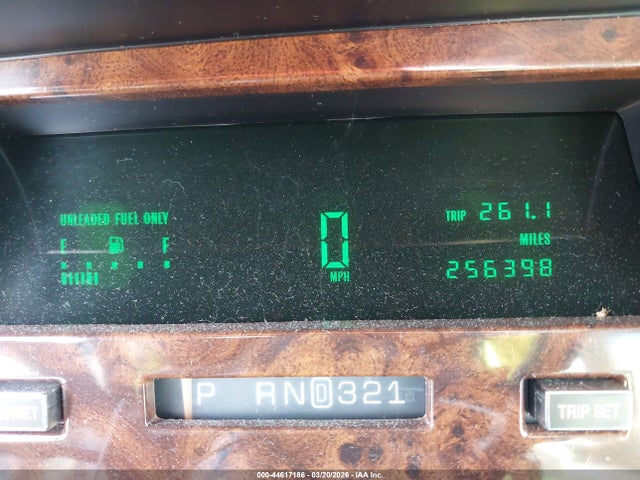 UNLEADED FUEL ONLY
E F
0
MPH
TRIP 261.1
MILES
256398
P RND321
TRIP SET
000-44617186 - 03/20/2026 - IAA Inc.